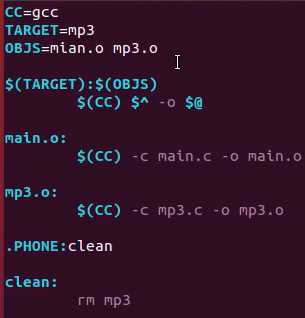 CC=gcc
TARGET=mp3
OBJS=mian.o mp3.o
$(TARGET):$(OBJS)
$(CC) $^ -o $@
main.o:
$(CC) -c main.c -o main.o
mp3.o:
$(CC) -c mp3.c -o mp3.o
.PHONE:clean
clean:
rm mp3